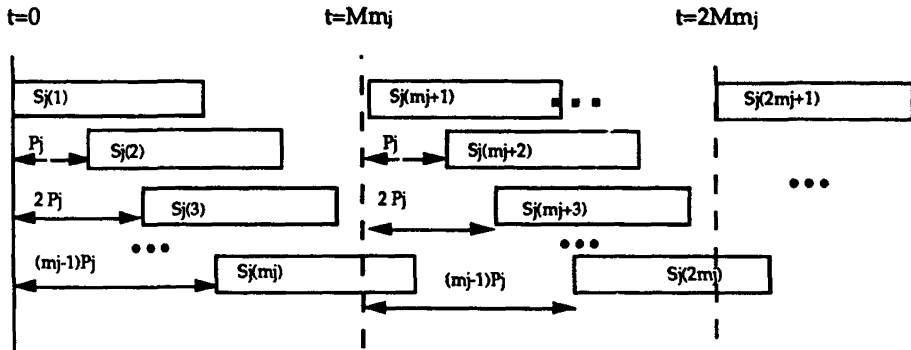 t=0 t=Mmj t=2Mmj
Sj(1) Sj(mj+1) Sj(2mj+1)
Pj Sj(2) Pj Sj(mj+2)
2 Pj Sj(3) 2 Pj Sj(mj+3)
(mj-1)Pj Sj(mj) (mj-1)Pj Sj(2mj)